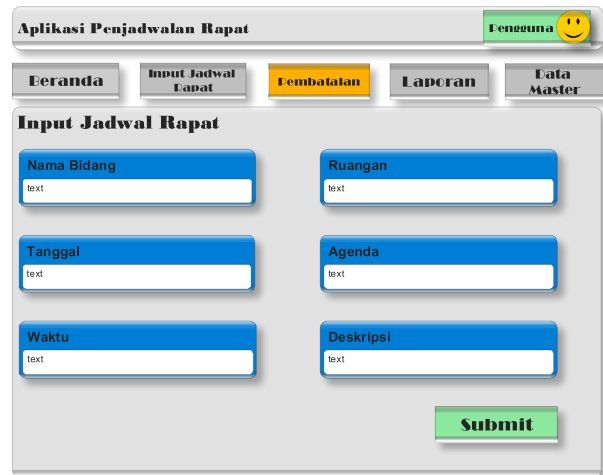 Aplikasi Penjadwalan Rapat
Pengguna
Beranda
Input Jadwal
Rapat
Pembatalan
Laporan
Data
Master
Input Jadwal Rapat
Nama Bidang
text
Ruangan
text
Tanggal
text
Agenda
text
Waktu
text
Deskripsi
text
Submit